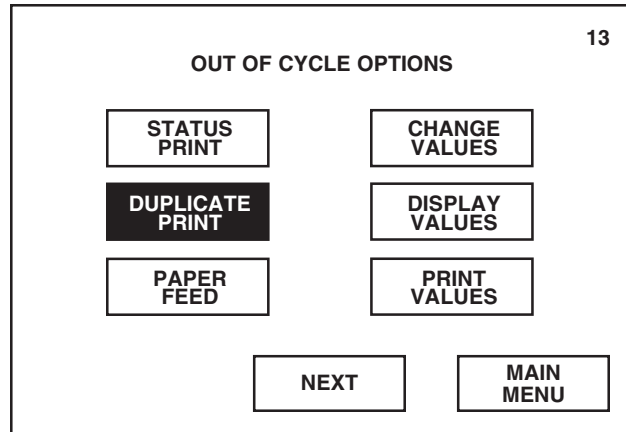 13
OUT OF CYCLE OPTIONS
STATUS
PRINT
CHANGE
VALUES
DUPLICATE
PRINT
DISPLAY
VALUES
PAPER
FEED
PRINT
VALUES
NEXT
MAIN
MENU